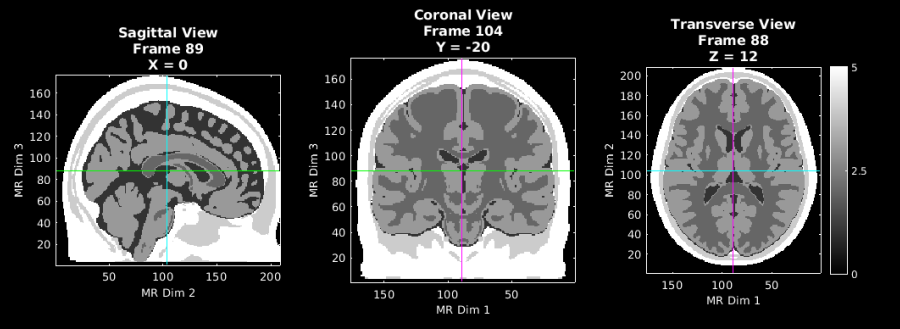 Sagittal View
Frame 89
X = 0
160
140
120
100
80
60
40
20
MR Dim 3
50
100
150
200
MR Dim 2
Coronal View
Frame 104
Y = -20
160
140
120
100
80
60
40
20
MR Dim 3
150
100
50
MR Dim 1
Transverse View
Frame 88
Z = 12
200
180
160
140
120
100
80
60
40
20
MR Dim 2
150
100
50
MR Dim 1
5
2.5
0